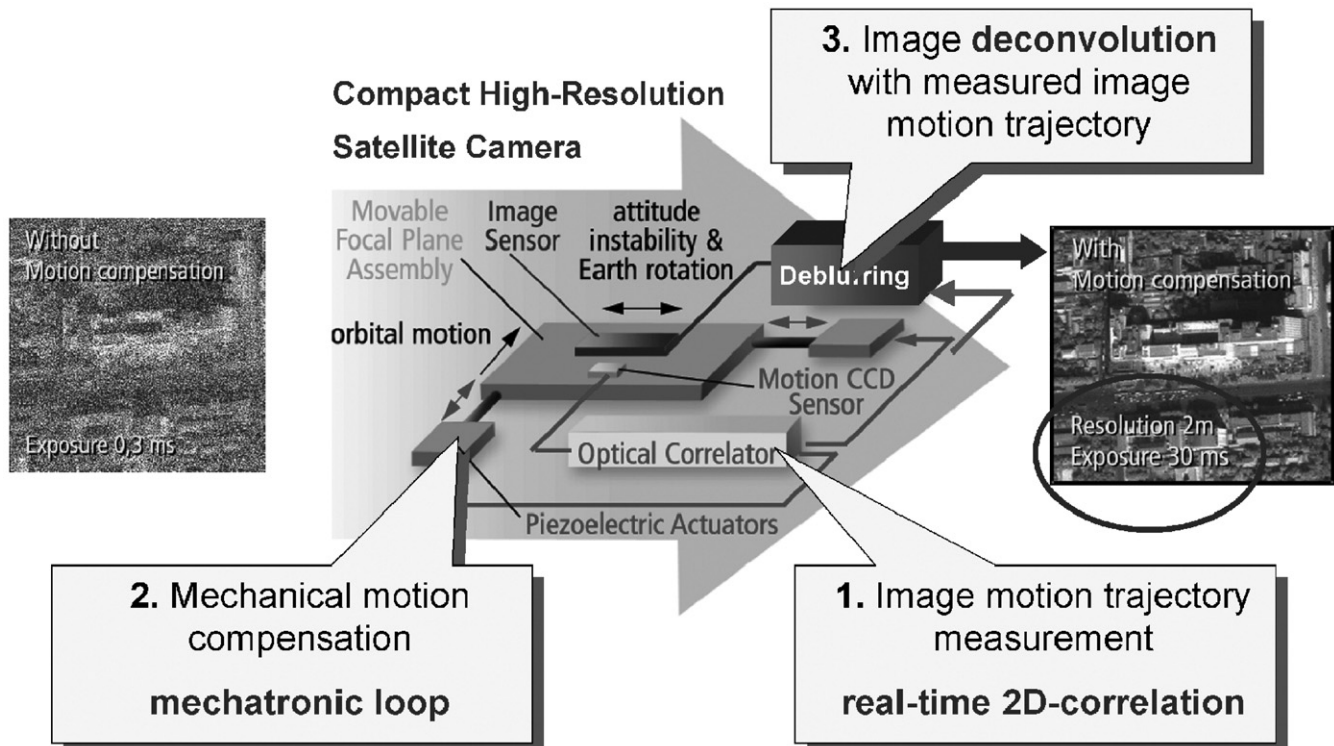 3. Image deconvolution
with measured image
motion trajectory
Compact High-Resolution
Satellite Camera
Without
Motion compensation
Exposure 0,3 ms
Movable
Focal Plane
Assembly
Image
Sensor
attitude
instability &
Earth rotation
Deblurring
With
Motion compensation
Resolution 2m
Exposure 30 ms
orbital motion
Motion CCD
Sensor
Optical Correlator
Piezoelectric Actuators
2. Mechanical motion
compensation
mechatronic loop
1. Image motion trajectory
measurement
real-time 2D-correlation